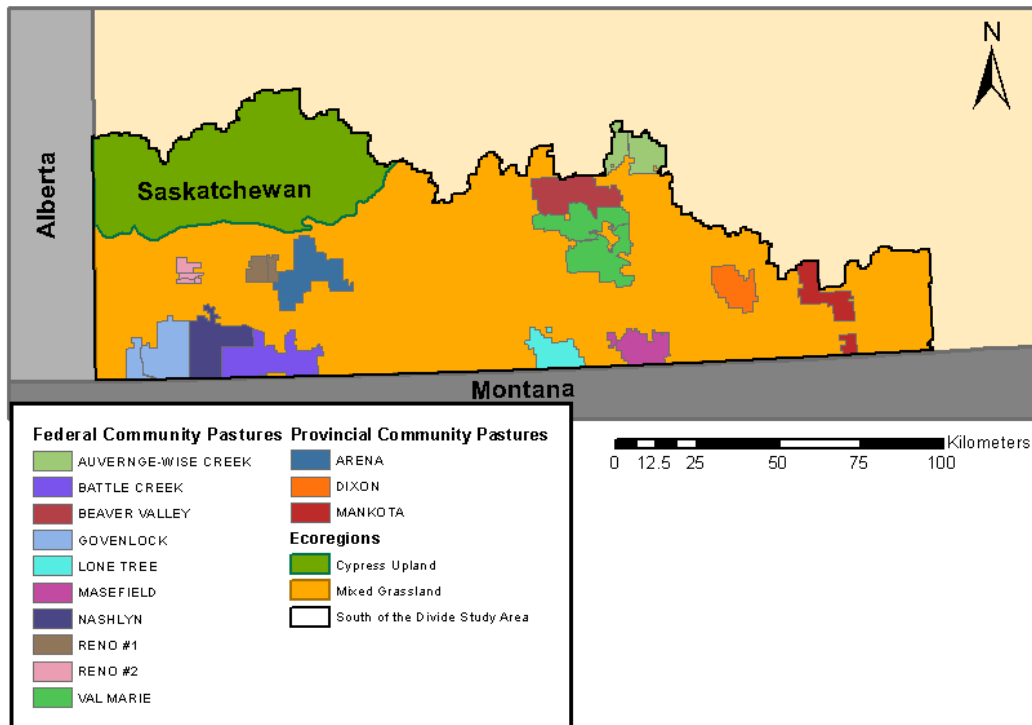 N
Alberta
Saskatchewan
Montana
Federal Community Pastures
AUVERNGE-WISE CREEK
BATTLE CREEK
BEAVER VALLEY
GOVENLOCK
LONE TREE
MASEFIELD
NASHLYN
RENO #1
RENO #2
VAL MARIE
Provincial Community Pastures
ARENA
DIXON
MANKOTA
Ecoregions
Cypress Upland
Mixed Grassland
South of the Divide Study Area
Kilometers
0 12.5 25 50 75 100